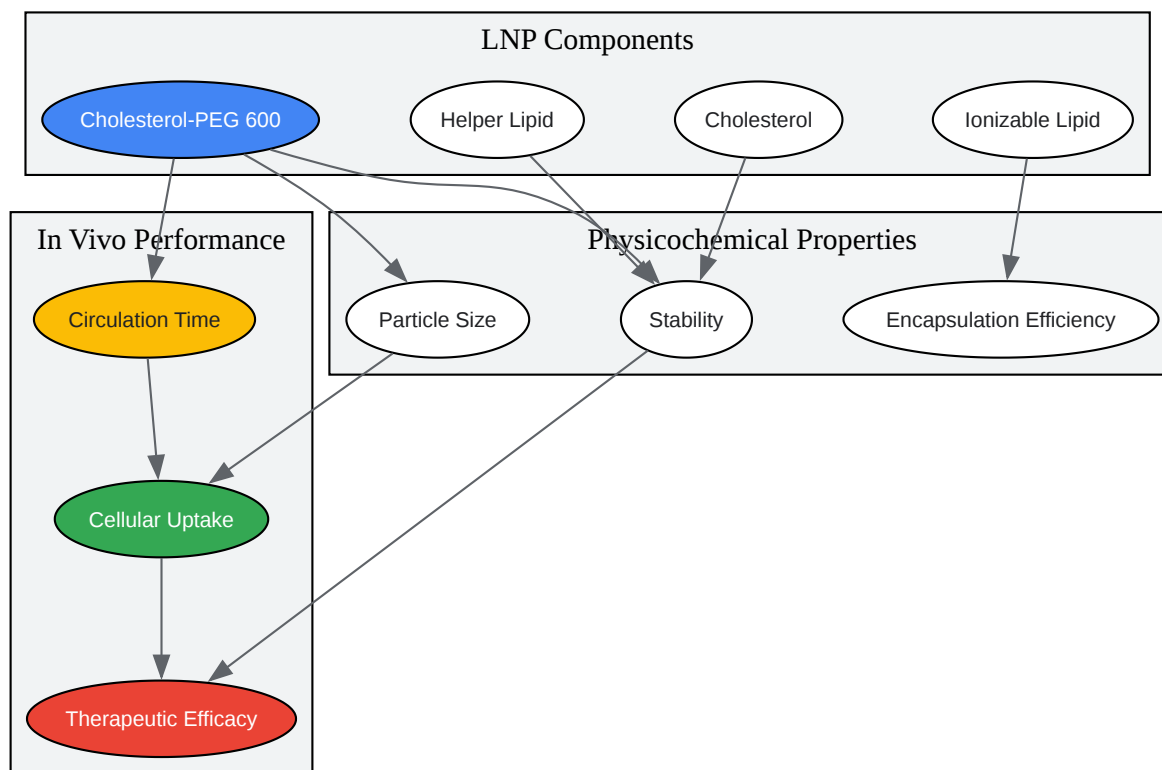 LNP Components
Cholesterol-PEG 600
Helper Lipid
Cholesterol
Ionizable Lipid
In Vivo Performance
Physicochemical Properties
Circulation Time
Particle Size
Stability
Encapsulation Efficiency
Cellular Uptake
Therapeutic Efficacy